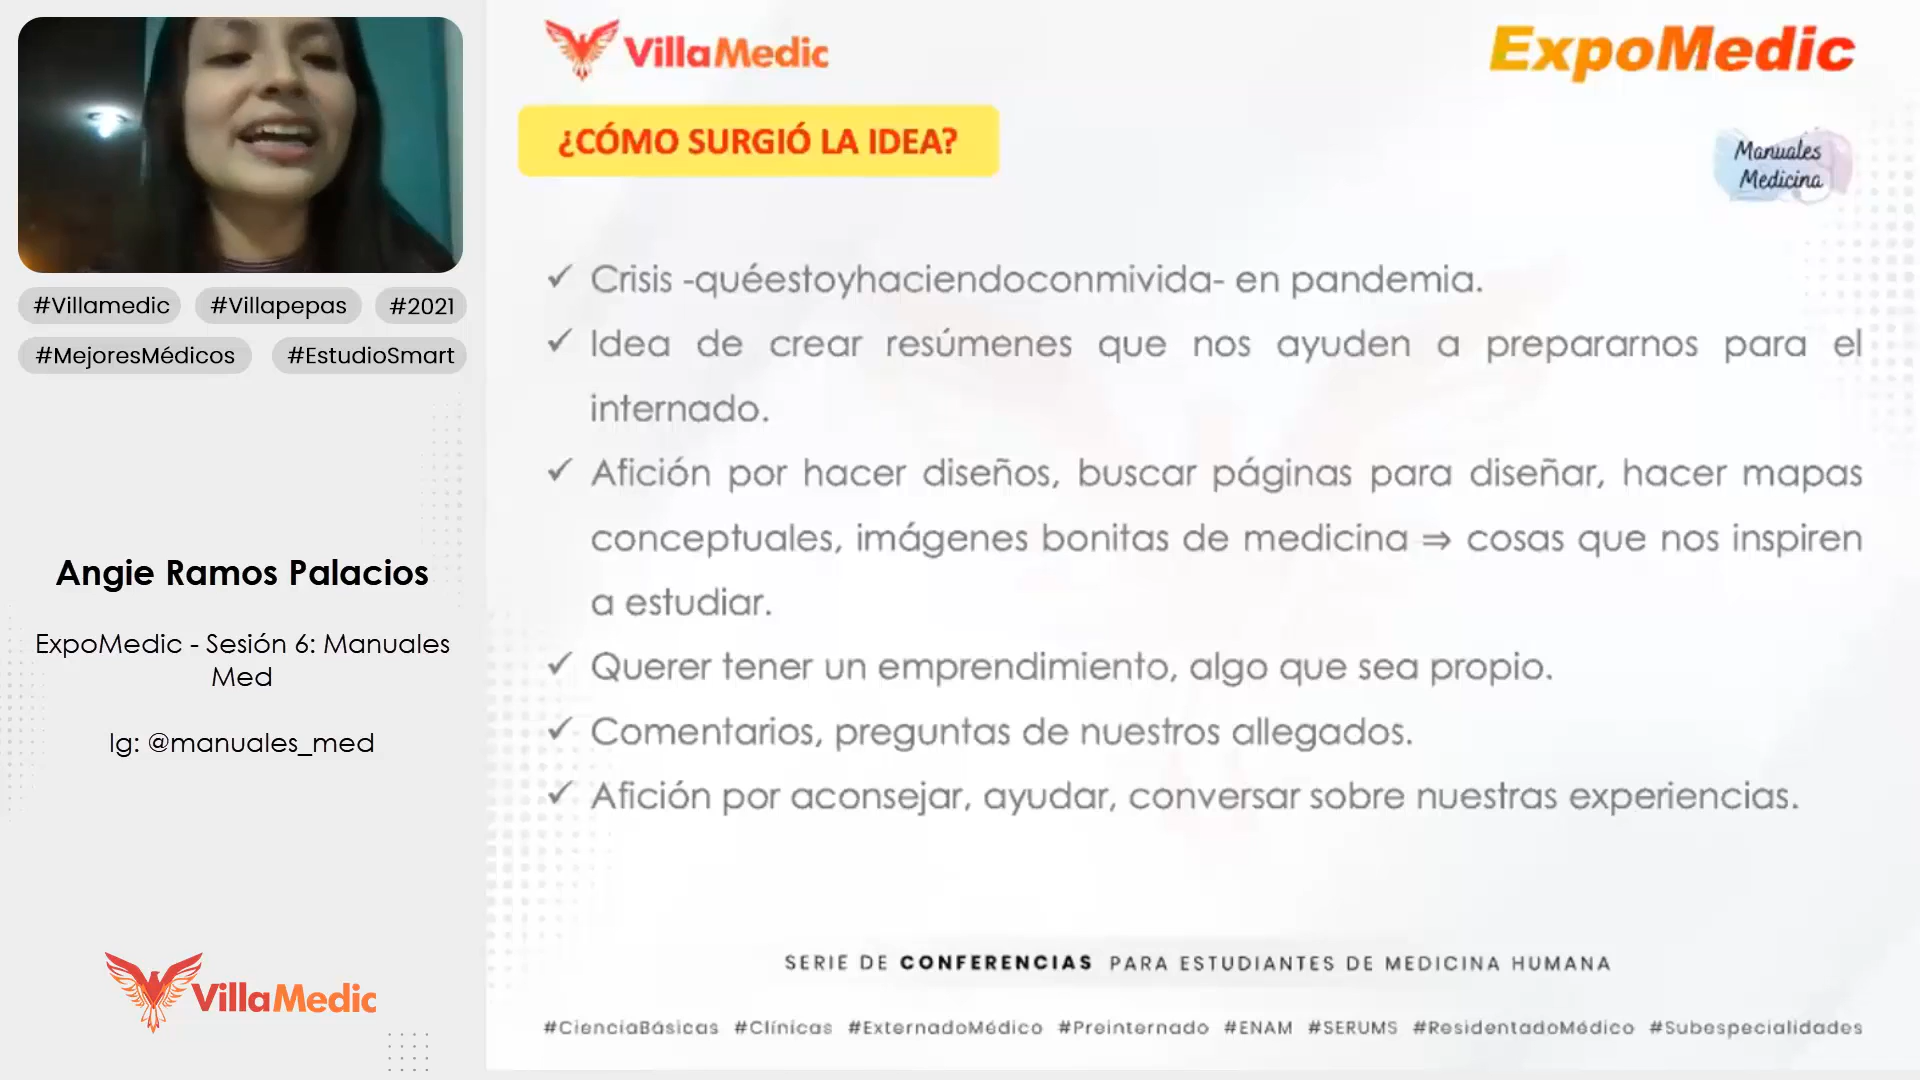 #Villamedic #Villapepas #2021
#MejoresMédicos #EstudioSmart
Angie Ramos Palacios
ExpoMedic - Sesión 6: Manuales
Med
Ig: @manuales_med
VillaMedic
VillaMedic
ExpoMedic
¿CÓMO SURGIÓ LA IDEA?
Manuales
Medicina
✓ Crisis -quéestoyhaciendoconmivida- en pandemia.
✓ Idea de crear resúmenes que nos ayuden a prepararnos para el
internado.
✓ Afición por hacer diseños, buscar páginas para diseñar, hacer mapas
conceptuales, imágenes bonitas de medicina ⇒ cosas que nos inspiren
a estudiar.
✓ Querer tener un emprendimiento, algo que sea propio.
✓ Comentarios, preguntas de nuestros allegados.
✓ Afición por aconsejar, ayudar, conversar sobre nuestras experiencias.
SERIE DE CONFERENCIAS PARA ESTUDIANTES DE MEDICINA HUMANA
#CienciaBásicas #Clínicas #ExternadoMédico #Preinternado #ENAM #SERUMS #ResidentadoMédico #Subespecialidades